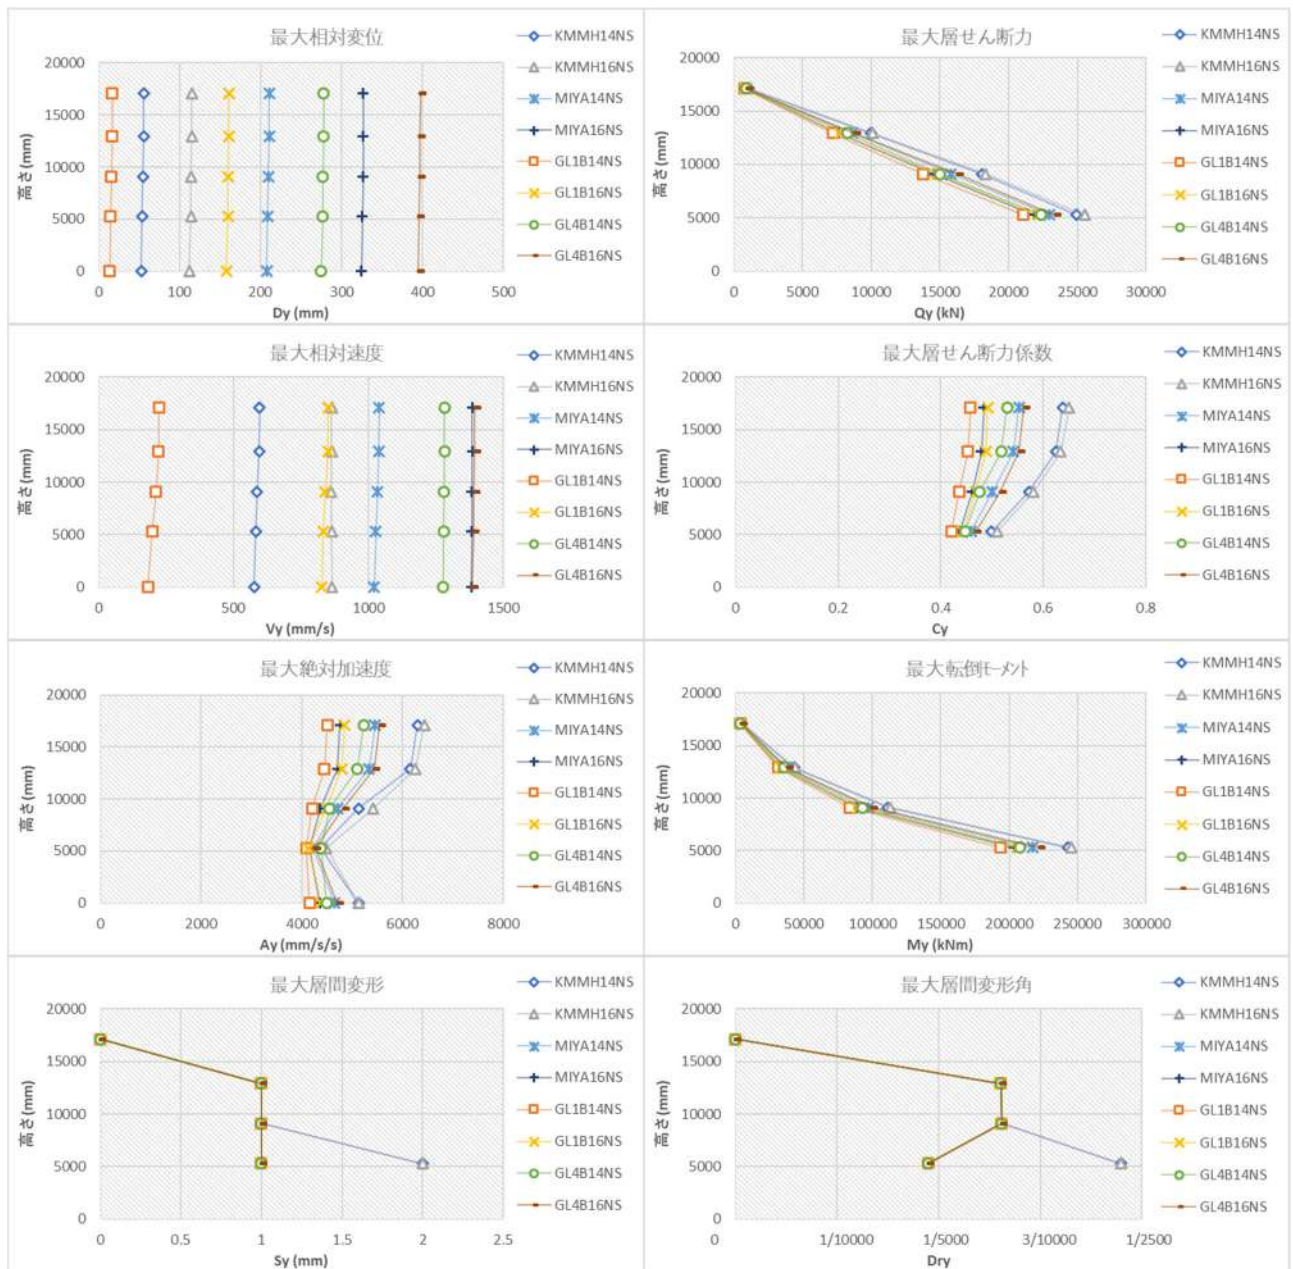 最大相対変位
20000
15000
10000
5000
0
高さ(mm)
0 100 200 300 400 500
Dy (mm)
KMMH14NS
KMMH16NS
MIYA14NS
MIYA16NS
GL1B14NS
GL1B16NS
GL4B14NS
GL4B16NS
最大層せん断力
20000
15000
10000
5000
0
高さ(mm)
0 5000 10000 15000 20000 25000 30000
Qy (kN)
KMMH14NS
KMMH16NS
MIYA14NS
MIYA16NS
GL1B14NS
GL1B16NS
GL4B14NS
GL4B16NS
最大相対速度
20000
15000
10000
5000
0
高さ(mm)
0 500 1000 1500
Vy (mm/s)
KMMH14NS
KMMH16NS
MIYA14NS
MIYA16NS
GL1B14NS
GL1B16NS
GL4B14NS
GL4B16NS
最大層せん断力係数
20000
15000
10000
5000
0
高さ(mm)
0 0.2 0.4 0.6 0.8
Cy
KMMH14NS
KMMH16NS
MIYA14NS
MIYA16NS
GL1B14NS
GL1B16NS
GL4B14NS
GL4B16NS
最大絶対加速度
20000
15000
10000
5000
0
高さ(mm)
0 2000 4000 6000 8000
Ay (mm/s/s)
KMMH14NS
KMMH16NS
MIYA14NS
MIYA16NS
GL1B14NS
GL1B16NS
GL4B14NS
GL4B16NS
最大転倒ﾓｰﾒﾝﾄ
20000
15000
10000
5000
0
高さ(mm)
0 50000 100000 150000 200000 250000 300000
My (kNm)
KMMH14NS
KMMH16NS
MIYA14NS
MIYA16NS
GL1B14NS
GL1B16NS
GL4B14NS
GL4B16NS
最大層間変形
20000
15000
10000
5000
0
高さ(mm)
0 0.5 1 1.5 2 2.5
Sy (mm)
KMMH14NS
KMMH16NS
MIYA14NS
MIYA16NS
GL1B14NS
GL1B16NS
GL4B14NS
GL4B16NS
最大層間変形角
20000
15000
10000
5000
0
高さ(mm)
0 1/10000 1/5000 3/10000 1/2500
Dry
KMMH14NS
KMMH16NS
MIYA14NS
MIYA16NS
GL1B14NS
GL1B16NS
GL4B14NS
GL4B16NS